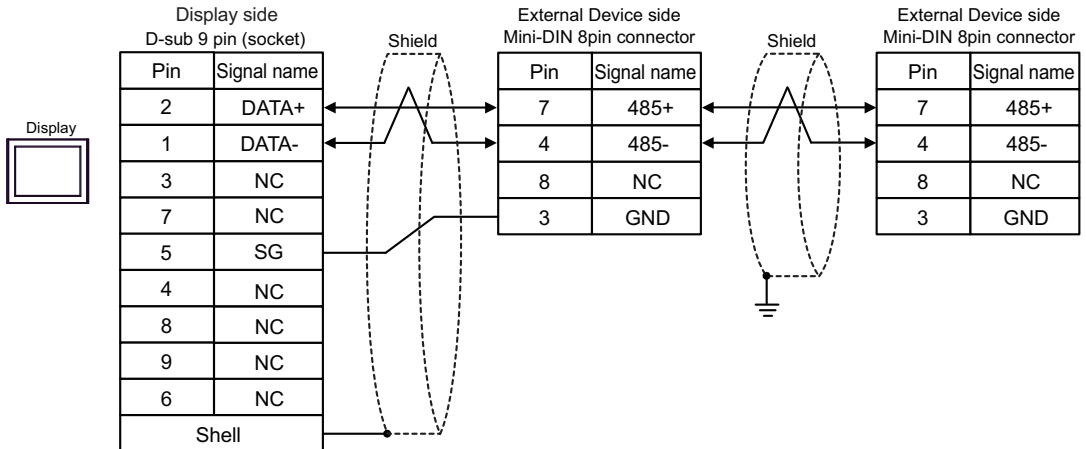 Display side
D-sub 9 pin (socket)
Shield
External Device side
Mini-DIN 8pin connector
Shield
External Device side
Mini-DIN 8pin connector
Display
Pin Signal name
2 DATA+
1 DATA-
3 NC
7 NC
5 SG
4 NC
8 NC
9 NC
6 NC
Shell
Pin Signal name
7 485+
4 485-
8 NC
3 GND
Pin Signal name
7 485+
4 485-
8 NC
3 GND